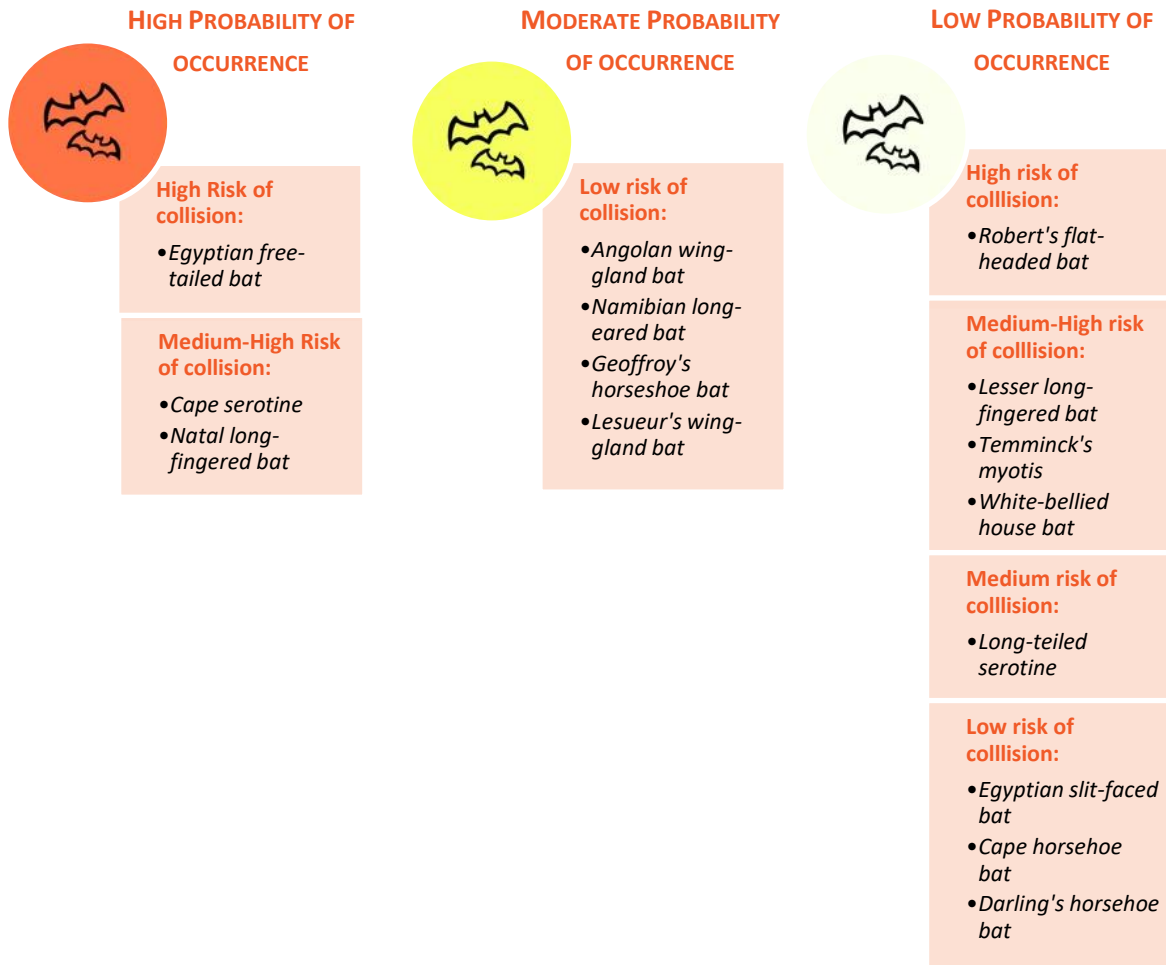 HIGH PROBABILITY OF
OCCURRENCE
High Risk of
collision:
•Egyptian free-
tailed bat
Medium-High Risk
of collision:
•Cape serotine
•Natal long-
fingered bat
MODERATE PROBABILITY
OF OCCURRENCE
Low risk of
collision:
•Angolan wing-
gland bat
•Namibian long-
eared bat
•Geoffroy's
horseshoe bat
•Lesueur's wing-
gland bat
LOW PROBABILITY OF
OCCURRENCE
High risk of
colllision:
•Robert's flat-
headed bat
Medium-High risk
of colllision:
•Lesser long-
fingered bat
•Temminck's
myotis
•White-bellied
house bat
Medium risk of
colllision:
•Long-teiled
serotine
Low risk of
colllision:
•Egyptian slit-faced
bat
•Cape horsehoe
bat
•Darling's horsehoe
bat